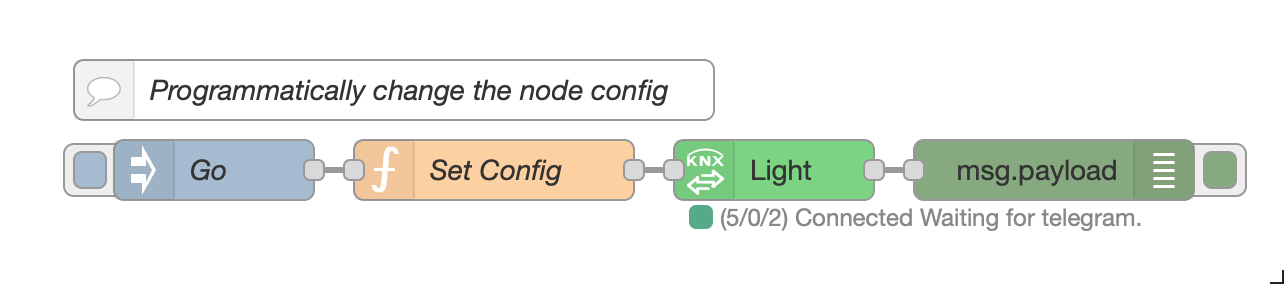 Programmatically change the node config
Go
Set Config
KNX
Light
msg.payload
(5/0/2) Connected Waiting for telegram.